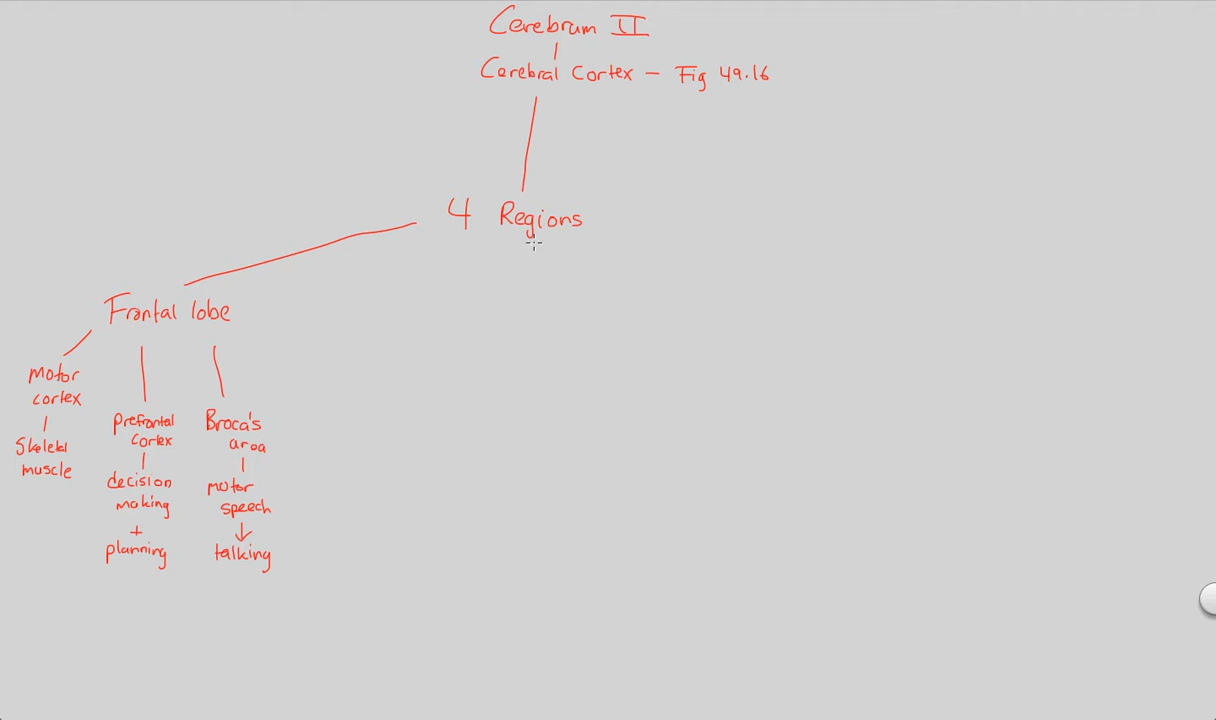 Cerebrum II
Cerebral Cortex – Fig 49.16
4 Regions
Frontal lobe
motor
cortex
Skeletal
muscle
prefrontal
cortex
decision
making
+
planning
Broca's
area
motor
speech
talking